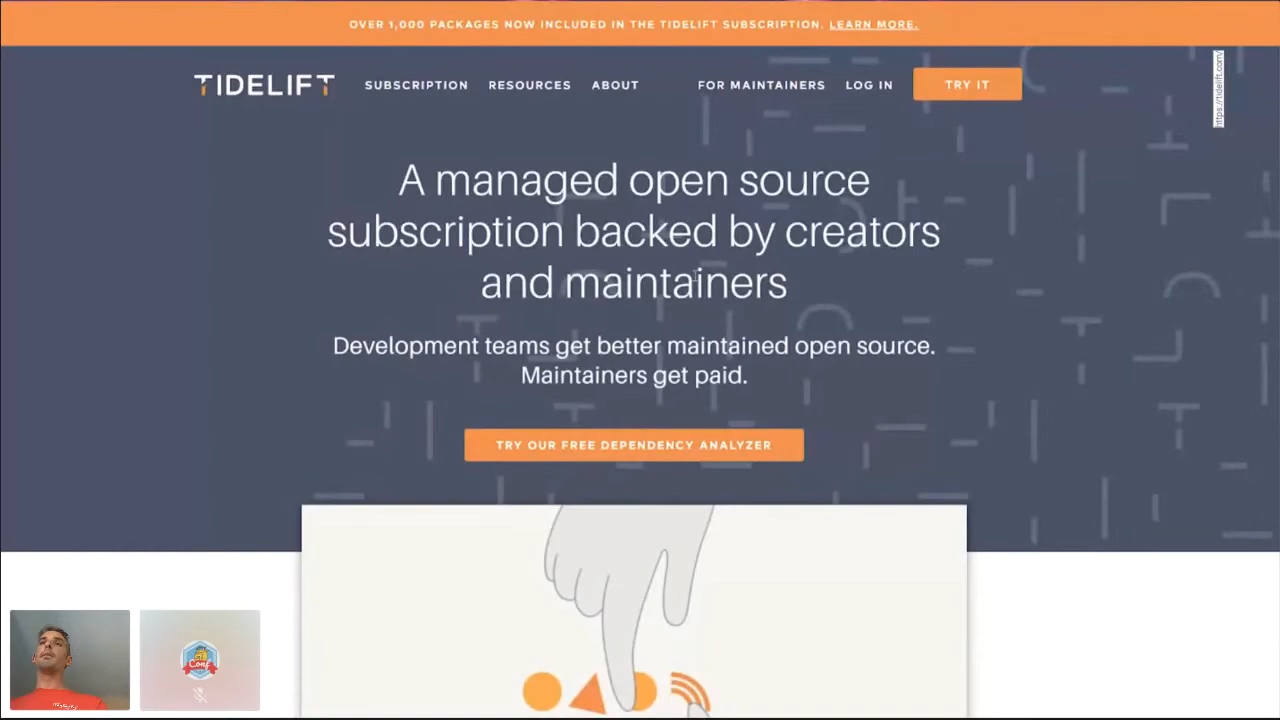 OVER 1,000 PACKAGES NOW INCLUDED IN THE TIDELIFT SUBSCRIPTION. LEARN MORE.
TIDELIFT SUBSCRIPTION RESOURCES ABOUT FOR MAINTAINERS LOG IN TRY IT
https://tidelift.com/
A managed open source
subscription backed by creators
and maintainers
Development teams get better maintained open source.
Maintainers get paid.
TRY OUR FREE DEPENDENCY ANALYZER
Conf